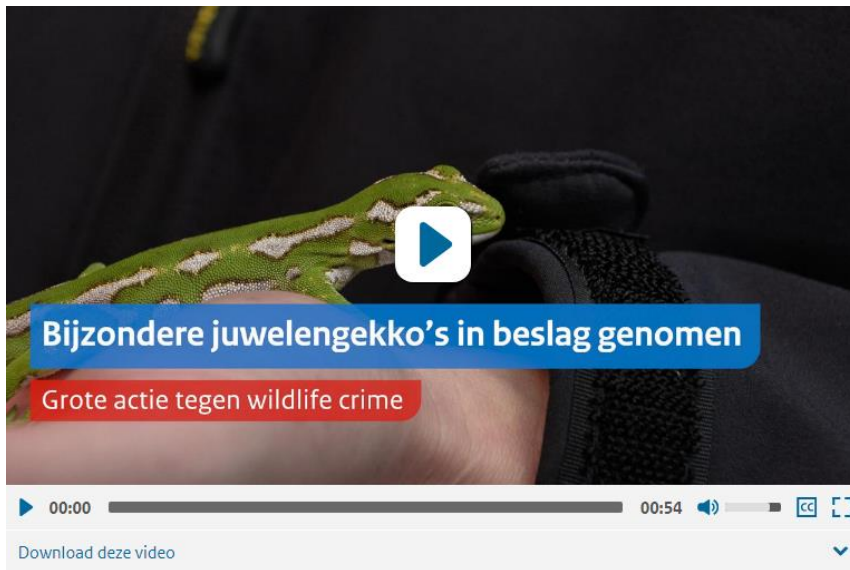 Bijzondere juwelengekko's in beslag genomen
Grote actie tegen wildlife crime
00:00 00:54 CC
Download deze video